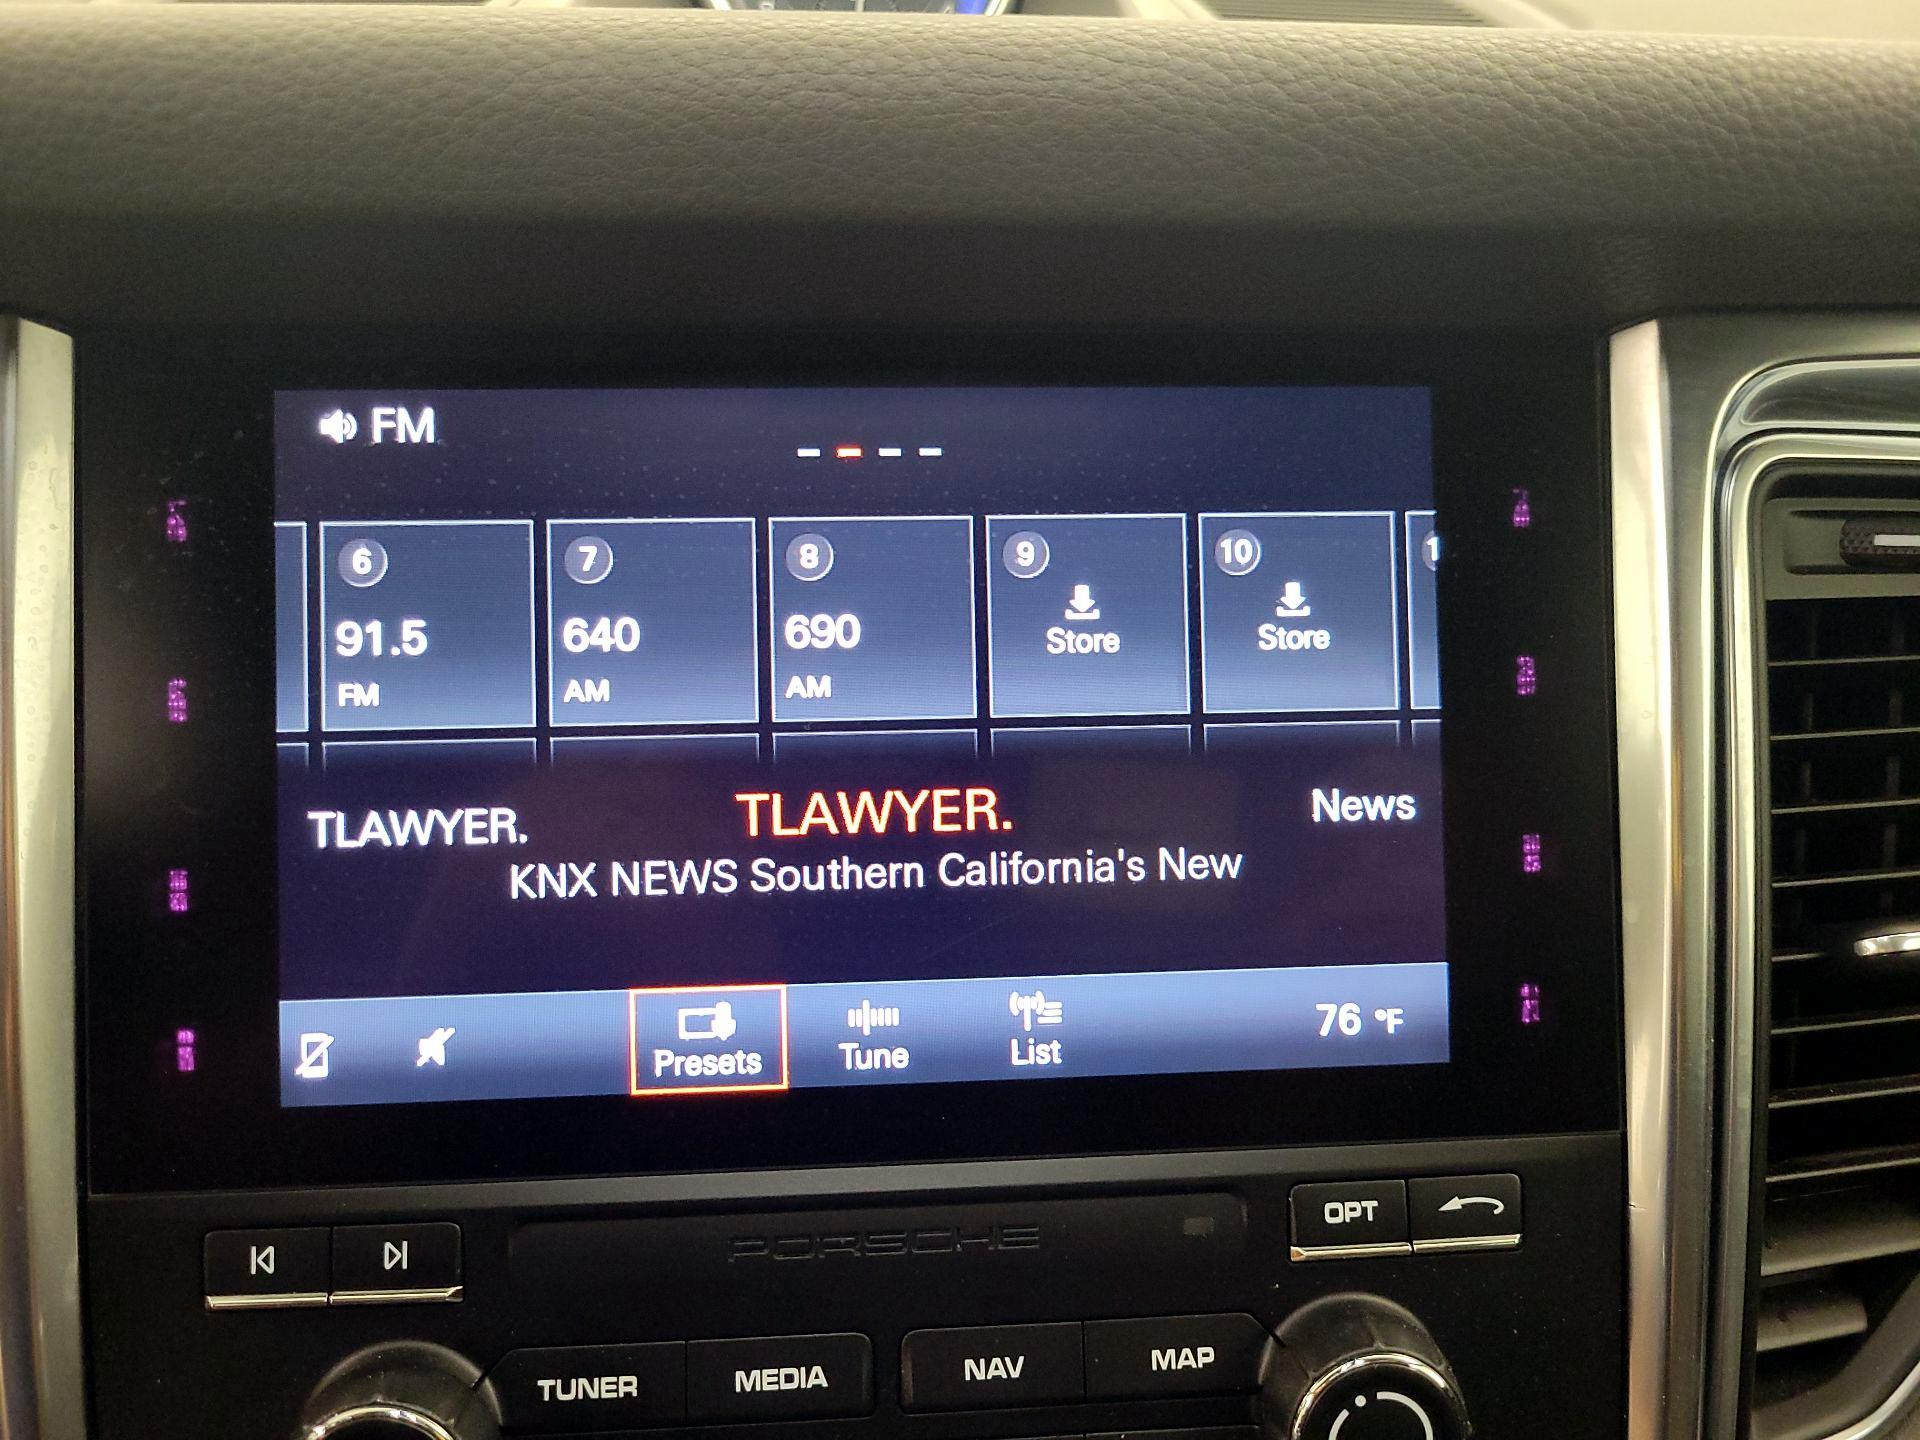 FM
6
7
8
9
10
1
91.5
640
690
Store
Store
FM
AM
AM
TLAWYER.
TLAWYER.
News
KNX NEWS Southern California's New
Presets
Tune
List
76 °F
PORSCHE
OPT
TUNER
MEDIA
NAV
MAP